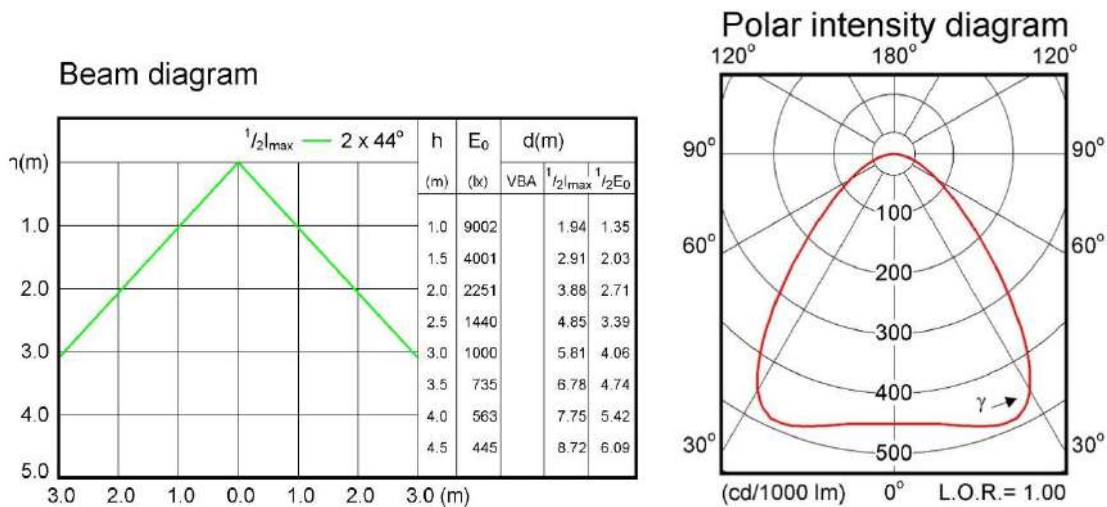 Beam diagram
½Imax — 2 x 44° h E₀ d(m)
(m) (lx) VBA ½Imax ½E₀
(m)
1.0 9002 1.94 1.35
1.5 4001 2.91 2.03
2.0 2251 3.88 2.71
2.5 1440 4.85 3.39
3.0 1000 5.81 4.06
3.5 735 6.78 4.74
4.0 563 7.75 5.42
4.5 445 8.72 6.09
1.0
2.0
3.0
4.0
5.0
3.0 2.0 1.0 0.0 1.0 2.0 3.0 (m)
Polar intensity diagram
120° 180° 120°
90° 90°
100
60° 60°
200
300
400
γ
30° 30°
500
(cd/1000 lm) 0° L.O.R.= 1.00